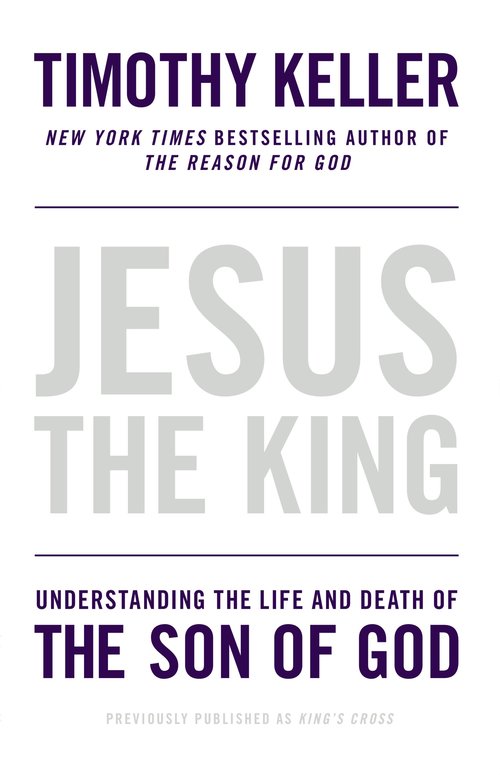 TIMOTHY KELLER
NEW YORK TIMES BESTSELLING AUTHOR OF
THE REASON FOR GOD
JESUS
THE KING
UNDERSTANDING THE LIFE AND DEATH OF
THE SON OF GOD
PREVIOUSLY PUBLISHED AS KING'S CROSS